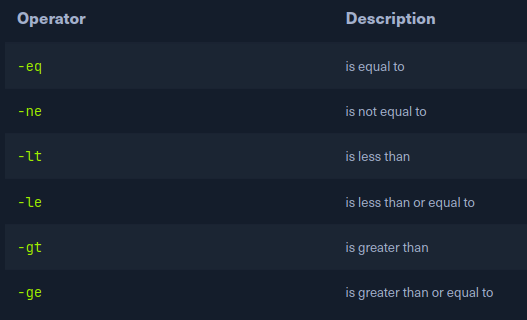 Operator Description
-eq is equal to
-ne is not equal to
-lt is less than
-le is less than or equal to
-gt is greater than
-ge is greater than or equal to